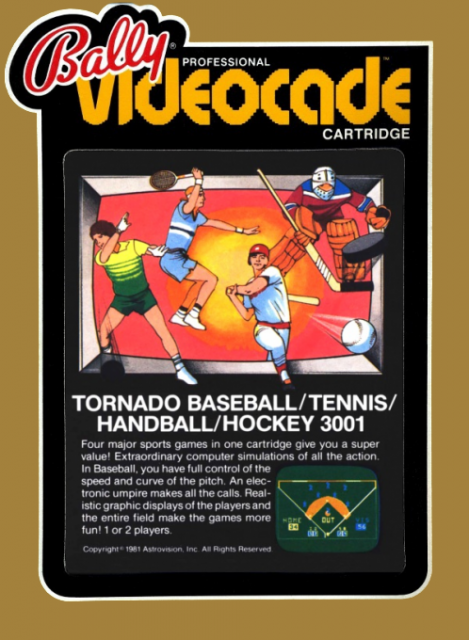 Bally®
PROFESSIONAL
Videocade™
CARTRIDGE
TORNADO BASEBALL/TENNIS/
HANDBALL/HOCKEY 3001
Four major sports games in one cartridge give you a super
value! Extraordinary computer simulations of all the action.
In Baseball, you have full control of the
speed and curve of the pitch. An elec-
tronic umpire makes all the calls. Real-
istic graphic displays of the players and
the entire field make the games more
fun! 1 or 2 players.
HOME
OUT
Copyright © 1981 Astrovision, Inc. All Rights Reserved